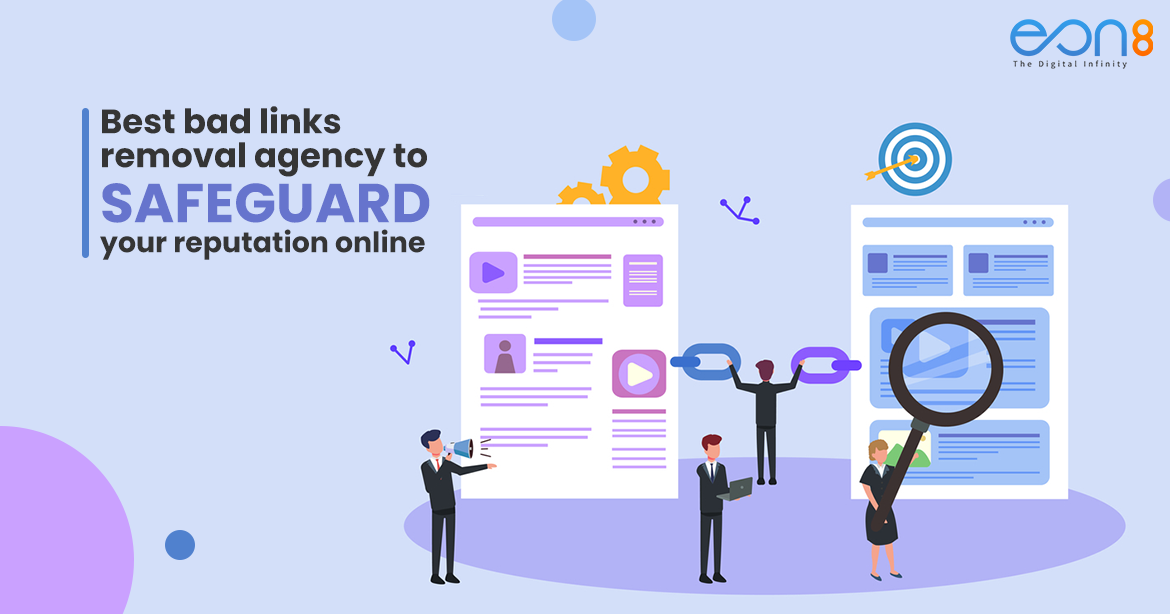 eon8
The Digital Infinity
Best bad links
removal agency to
SAFEGUARD
your reputation online